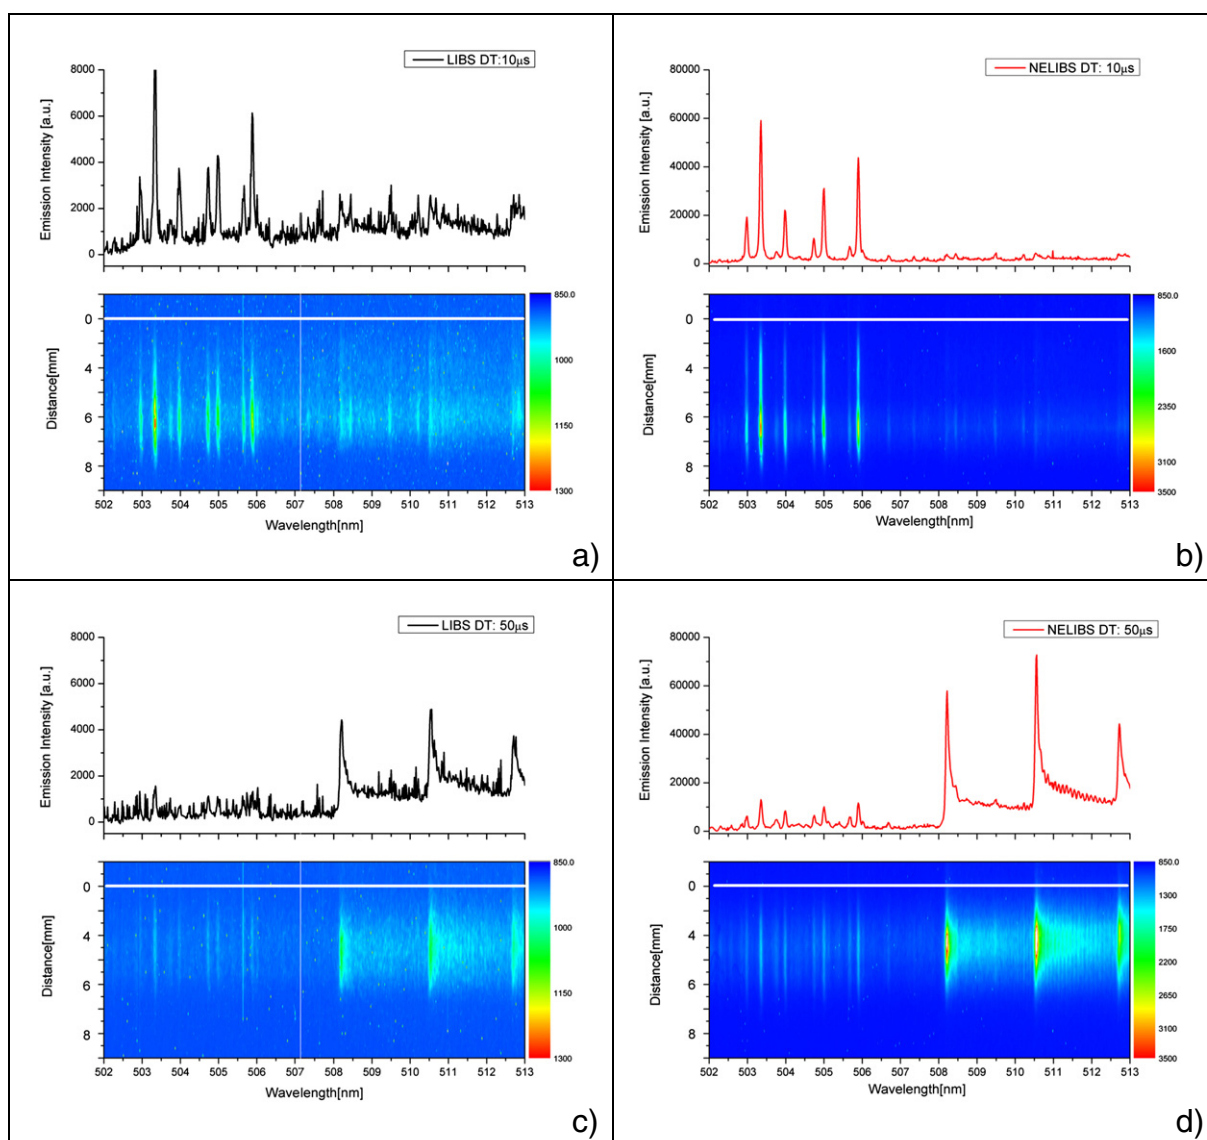 LIBS DT:10µs
8000
6000
4000
2000
0
Emission Intensity [a.u.]
0
4
6
8
Distance[mm]
850.0
1000
1150
1300
502 503 504 505 506 507 508 509 510 511 512 513
Wavelength[nm]
a)
NELIBS DT: 10µs
80000
60000
40000
20000
0
Emission Intensity [a.u.]
0
4
6
8
Distance[mm]
850.0
1600
2350
3100
3500
502 503 504 505 506 507 508 509 510 511 512 513
Wavelength[nm]
b)
LIBS DT: 50µs
8000
6000
4000
2000
0
Emission Intensity [a.u.]
0
4
6
8
Distance[mm]
850.0
1000
1150
1300
502 503 504 505 506 507 508 509 510 511 512 513
Wavelength[nm]
c)
NELIBS DT: 50µs
80000
60000
40000
20000
0
Emission Intensity [a.u.]
0
4
6
8
Distance[mm]
850.0
1300
1750
2200
2650
3100
3500
502 503 504 505 506 507 508 509 510 511 512 513
Wavelength[nm]
d)